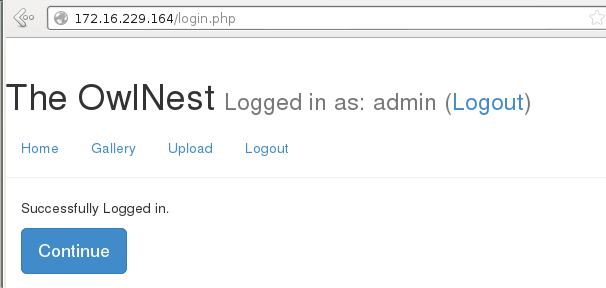 172.16.229.164/login.php
The OwlNest Logged in as: admin (Logout)
Home Gallery Upload Logout
Successfully Logged in.
Continue